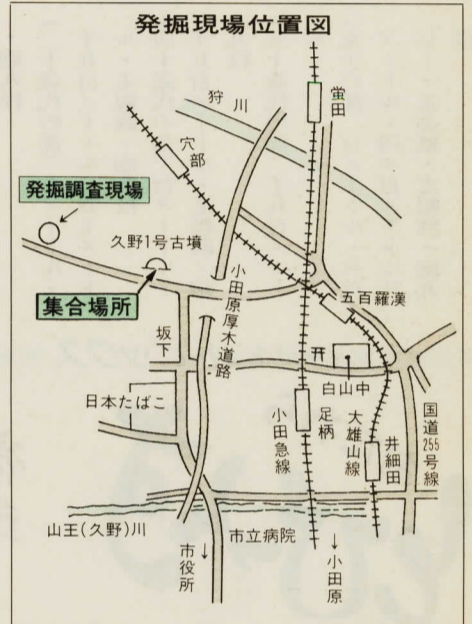 発掘現場位置図
狩川
蛍田
穴部
発掘調査現場
久野1号古墳
集合場所
小田原厚木道路
五百羅漢
坂下
白山中
日本たばこ
小田急線
足柄
大雄山線
井細田
国道255号線
山王(久野)川
市役所
↓
市立病院
↓
小田原